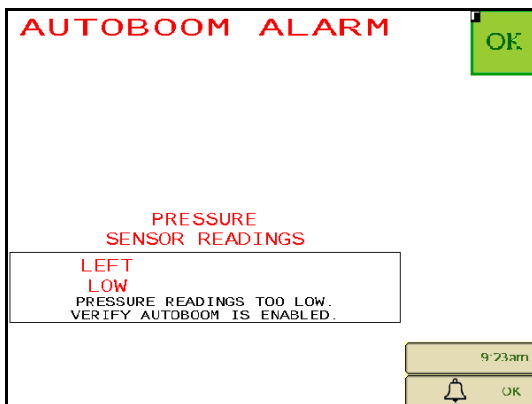 AUTOBOOM ALARM
OK
PRESSURE
SENSOR READINGS
LEFT
LOW
PRESSURE READINGS TOO LOW.
VERIFY AUTOBOOM IS ENABLED.
9:23am
OK